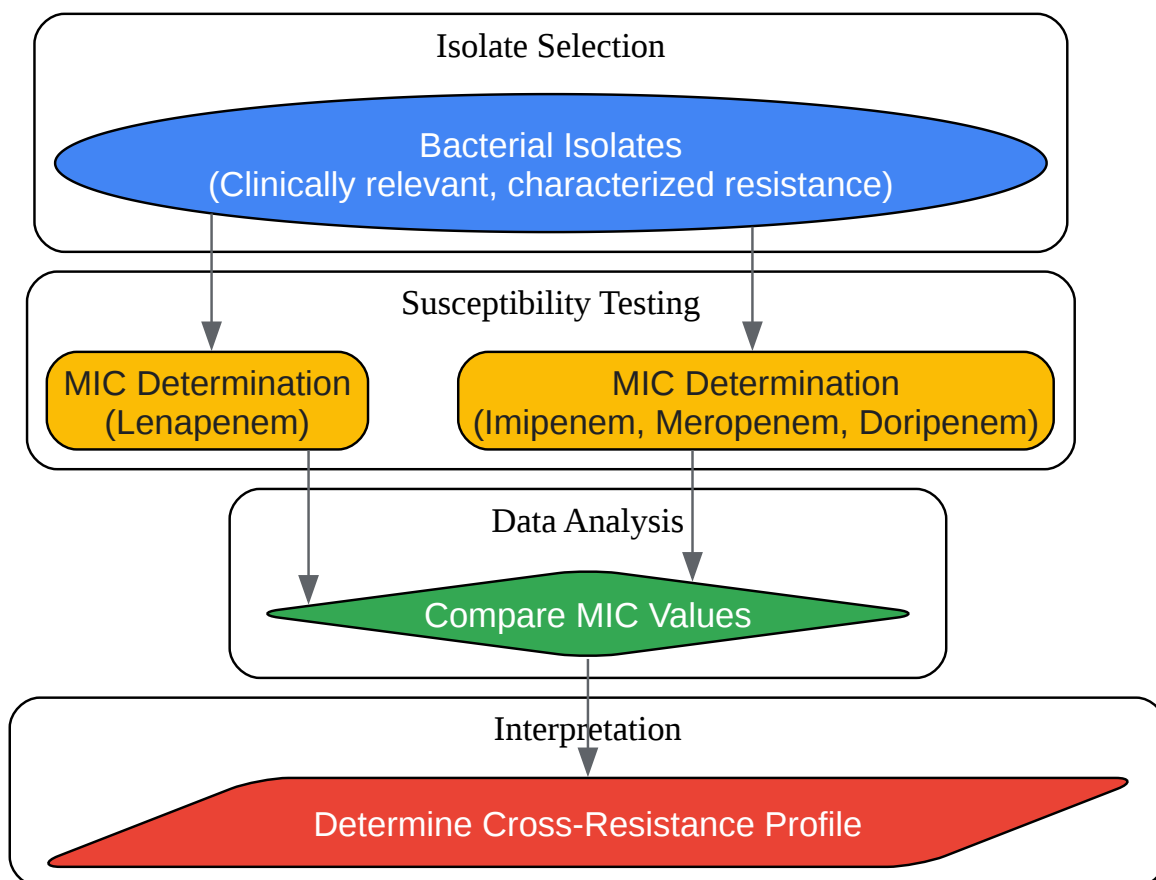 Isolate Selection
Bacterial Isolates
(Clinically relevant, characterized resistance)
Susceptibility Testing
MIC Determination
(Lenapenem)
MIC Determination
(Imipenem, Meropenem, Doripenem)
Data Analysis
Compare MIC Values
Interpretation
Determine Cross-Resistance Profile